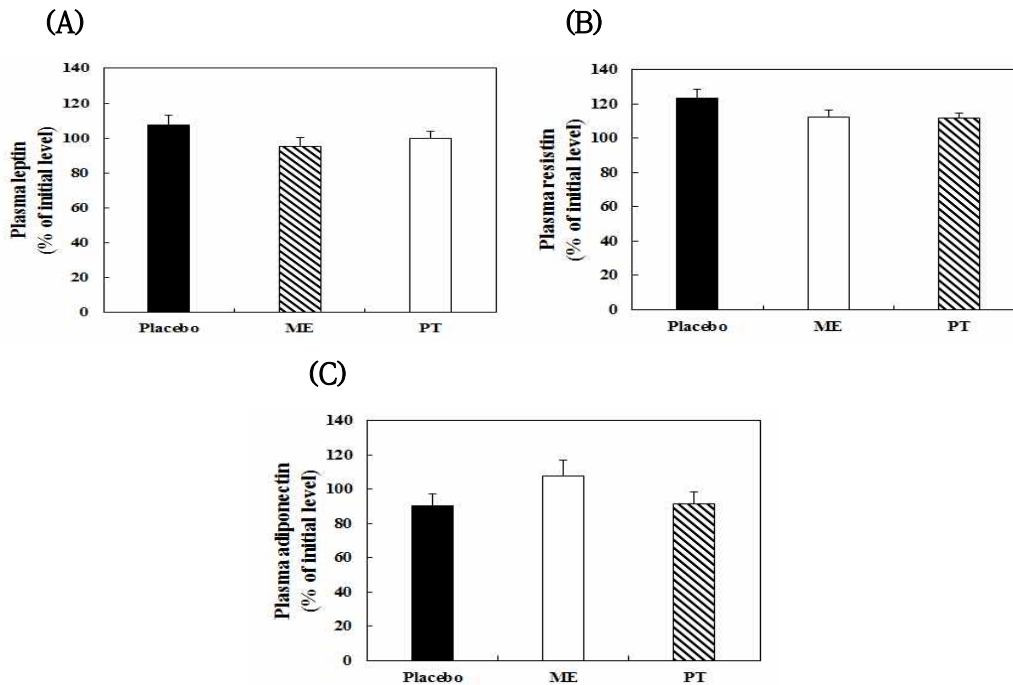 (A)
140
120
100
80
60
40
20
0
Plasma leptin
(% of initial level)
Placebo ME PT
(B)
140
120
100
80
60
40
20
0
Plasma resistin
(% of initial level)
Placebo ME PT
(C)
140
120
100
80
60
40
20
0
Plasma adiponectin
(% of initial level)
Placebo ME PT